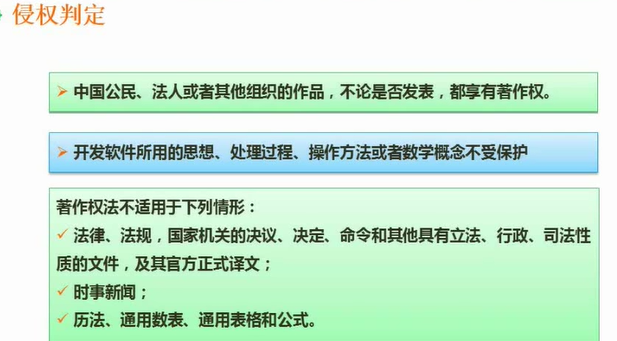 侵权判定
中国公民、法人或者其他组织的作品，不论是否发表，都享有著作权。
开发软件所用的思想、处理过程、操作方法或者数学概念不受保护
著作权法不适用于下列情形：
法律、法规，国家机关的决议、决定、命令和其他具有立法、行政、司法性
质的文件，及其官方正式译文；
时事新闻；
历法、通用数表、通用表格和公式。